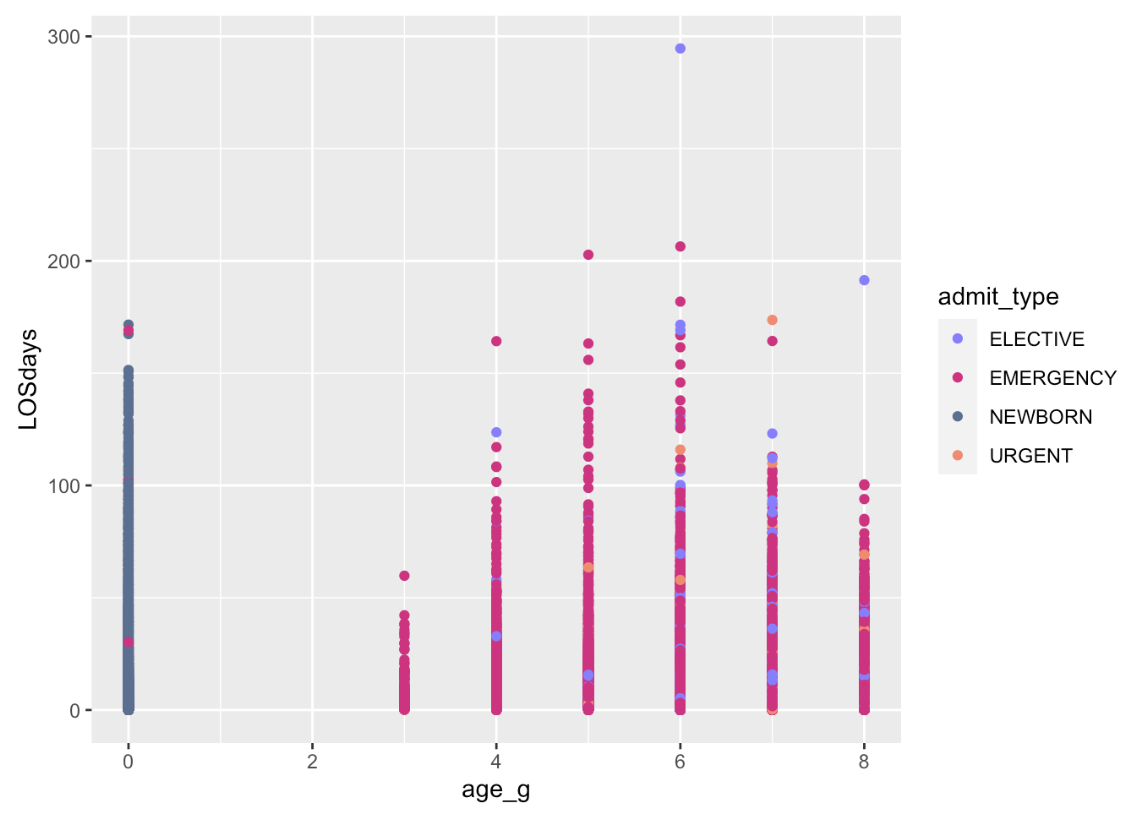 300
200
100
0
LOSdays
0 2 4 6 8
age_g
admit_type
ELECTIVE
EMERGENCY
NEWBORN
URGENT